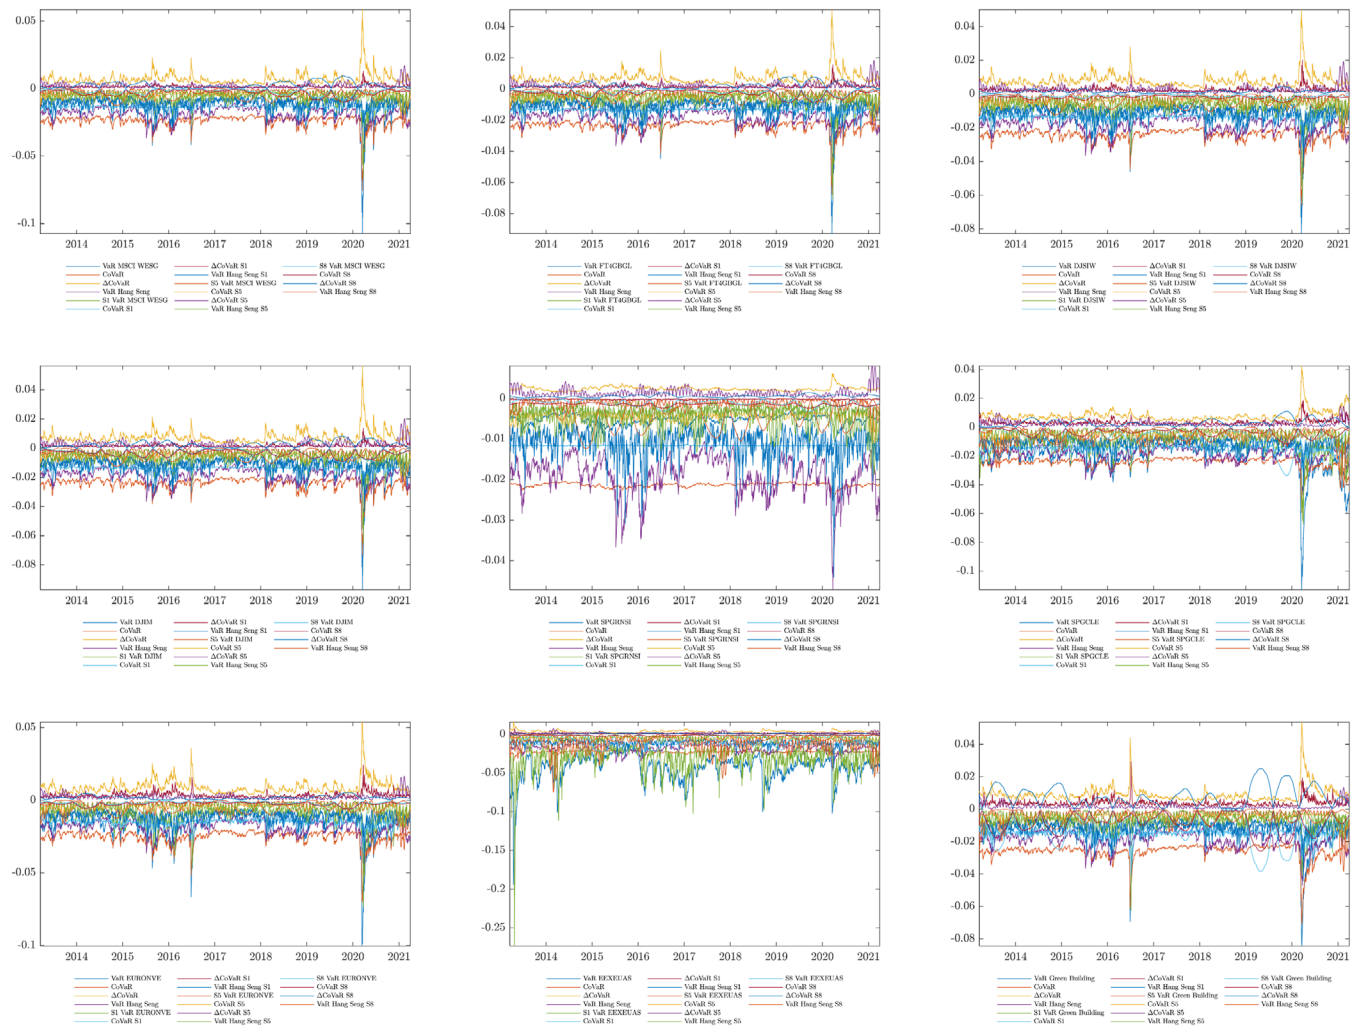 0.05
0
-0.05
-0.1
2014 2015 2016 2017 2018 2019 2020 2021
VaR MSCI WESG ΔCoVaR S1 S8 VaR MSCI WESG
CoVaR VaR Hang Seng S1 CoVaR S8
ΔCoVaR S5 VaR MSCI WESG ΔCoVaR S8
VaR Hang Seng CoVaR S5 VaR Hang Seng S8
S1 VaR MSCI WESG ΔCoVaR S5
CoVaR S1 VaR Hang Seng S5
0.04
0.02
0
-0.02
-0.04
-0.06
-0.08
2014 2015 2016 2017 2018 2019 2020 2021
VaR FT4GBGL ΔCoVaR S1 S8 VaR FT4GBGL
CoVaR VaR Hang Seng S1 CoVaR S8
ΔCoVaR S5 VaR FT4GBGL ΔCoVaR S8
VaR Hang Seng CoVaR S5 VaR Hang Seng S8
S1 VaR FT4GBGL ΔCoVaR S5
CoVaR S1 VaR Hang Seng S5
0.04
0.02
0
-0.02
-0.04
-0.06
-0.08
2014 2015 2016 2017 2018 2019 2020 2021
VaR DJSIW ΔCoVaR S1 S8 VaR DJSIW
CoVaR VaR Hang Seng S1 CoVaR S8
ΔCoVaR S5 VaR DJSIW ΔCoVaR S8
VaR Hang Seng CoVaR S5 VaR Hang Seng S8
S1 VaR DJSIW ΔCoVaR S5
CoVaR S1 VaR Hang Seng S5
0.04
0.02
0
-0.02
-0.04
-0.06
-0.08
2014 2015 2016 2017 2018 2019 2020 2021
VaR DJIM ΔCoVaR S1 S8 VaR DJIM
CoVaR VaR Hang Seng S1 CoVaR S8
ΔCoVaR S5 VaR DJIM ΔCoVaR S8
VaR Hang Seng CoVaR S5 VaR Hang Seng S8
S1 VaR DJIM ΔCoVaR S5
CoVaR S1 VaR Hang Seng S5
0
-0.01
-0.02
-0.03
-0.04
2014 2015 2016 2017 2018 2019 2020 2021
VaR SPGRNSI ΔCoVaR S1 S8 VaR SPGRNSI
CoVaR VaR Hang Seng S1 CoVaR S8
ΔCoVaR S5 VaR SPGRNSI ΔCoVaR S8
VaR Hang Seng CoVaR S5 VaR Hang Seng S8
S1 VaR SPGRNSI ΔCoVaR S5
CoVaR S1 VaR Hang Seng S5
0.04
0.02
0
-0.02
-0.04
-0.06
-0.08
-0.1
2014 2015 2016 2017 2018 2019 2020 2021
VaR SPGCLE ΔCoVaR S1 S8 VaR SPGCLE
CoVaR VaR Hang Seng S1 CoVaR S8
ΔCoVaR S5 VaR SPGCLE ΔCoVaR S8
VaR Hang Seng CoVaR S5 VaR Hang Seng S8
S1 VaR SPGCLE ΔCoVaR S5
CoVaR S1 VaR Hang Seng S5
0.05
0
-0.05
-0.1
2014 2015 2016 2017 2018 2019 2020 2021
VaR EURONVE ΔCoVaR S1 S8 VaR EURONVE
CoVaR VaR Hang Seng S1 CoVaR S8
ΔCoVaR S5 VaR EURONVE ΔCoVaR S8
VaR Hang Seng CoVaR S5 VaR Hang Seng S8
S1 VaR EURONVE ΔCoVaR S5
CoVaR S1 VaR Hang Seng S5
0
-0.05
-0.1
-0.15
-0.2
-0.25
2014 2015 2016 2017 2018 2019 2020 2021
VaR EEXEUAS ΔCoVaR S1 S8 VaR EEXEUAS
CoVaR VaR Hang Seng S1 CoVaR S8
ΔCoVaR S5 VaR EEXEUAS ΔCoVaR S8
VaR Hang Seng CoVaR S5 VaR Hang Seng S8
S1 VaR EEXEUAS ΔCoVaR S5
CoVaR S1 VaR Hang Seng S5
0.04
0.02
0
-0.02
-0.04
-0.06
-0.08
2014 2015 2016 2017 2018 2019 2020 2021
VaR Green Building ΔCoVaR S1 S8 VaR Green Building
CoVaR VaR Hang Seng S1 CoVaR S8
ΔCoVaR S5 VaR Green Building ΔCoVaR S8
VaR Hang Seng CoVaR S5 VaR Hang Seng S8
S1 VaR Green Building ΔCoVaR S5
CoVaR S1 VaR Hang Seng S5